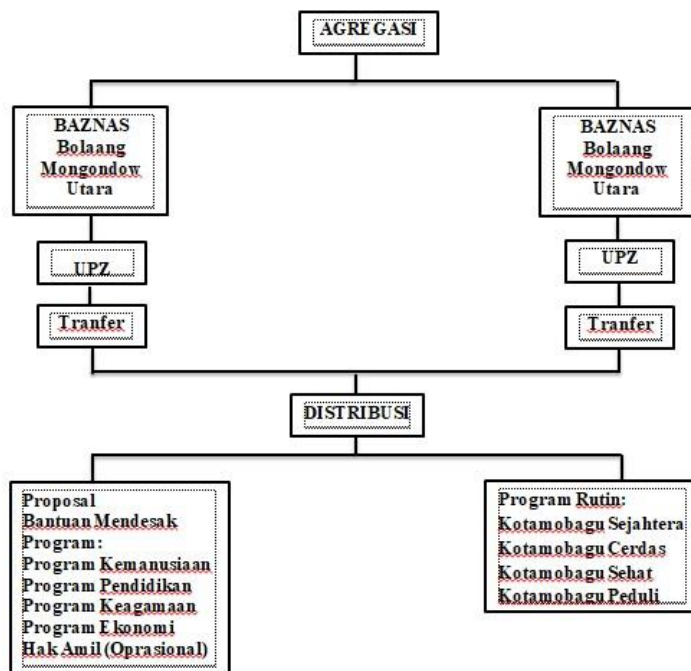 AGREGASI
BAZNAS
Bolaang
Mongondow
Utara
BAZNAS
Bolaang
Mongondow
Utara
UPZ
UPZ
Tranfer
Tranfer
DISTRIBUSI
Proposal
Bantuan Mendesak
Program:
Program Kemanusiaan
Program Pendidikan
Program Keagamaan
Program Ekonomi
Hak Amil (Oprasional)
Program Rutin:
Kotamobagu Sejahtera
Kotamobagu Cerdas
Kotamobagu Sehat
Kotamobagu Peduli